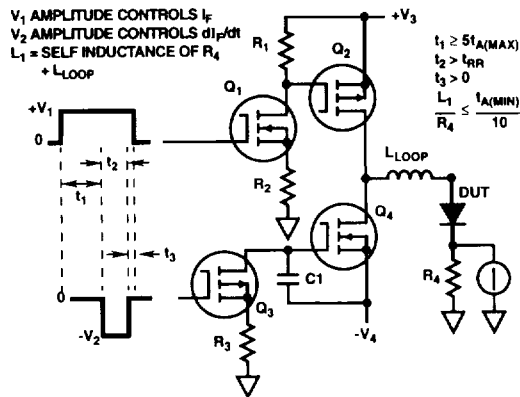 V1 AMPLITUDE CONTROLS IF
V2 AMPLITUDE CONTROLS dIF/dt
L1 = SELF INDUCTANCE OF R4
+ LLOOP
+V3
t1 ≥ 5tA(MAX)
t2 > tRR
t3 > 0
L1/R4 ≤ tA(MIN)/10
R1
Q2
Q1
+V1
0
t2
t1
t3
R2
LLOOP
DUT
Q4
R4
0
-V2
Q3
C1
R3
-V4